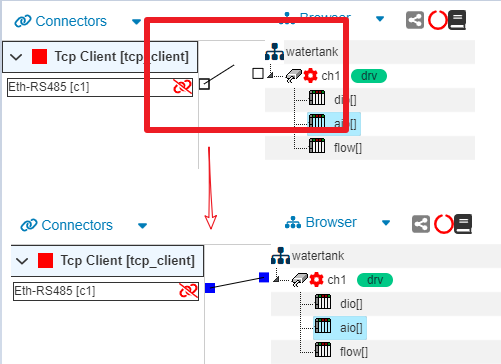 Connectors
Browser
Tcp Client [tcp_client]
watertank
Eth-RS485 [c1]
ch1 drv
dio[]
aio[]
flow[]
Connectors
Browser
Tcp Client [tcp_client]
watertank
Eth-RS485 [c1]
ch1 drv
dio[]
aio[]
flow[]